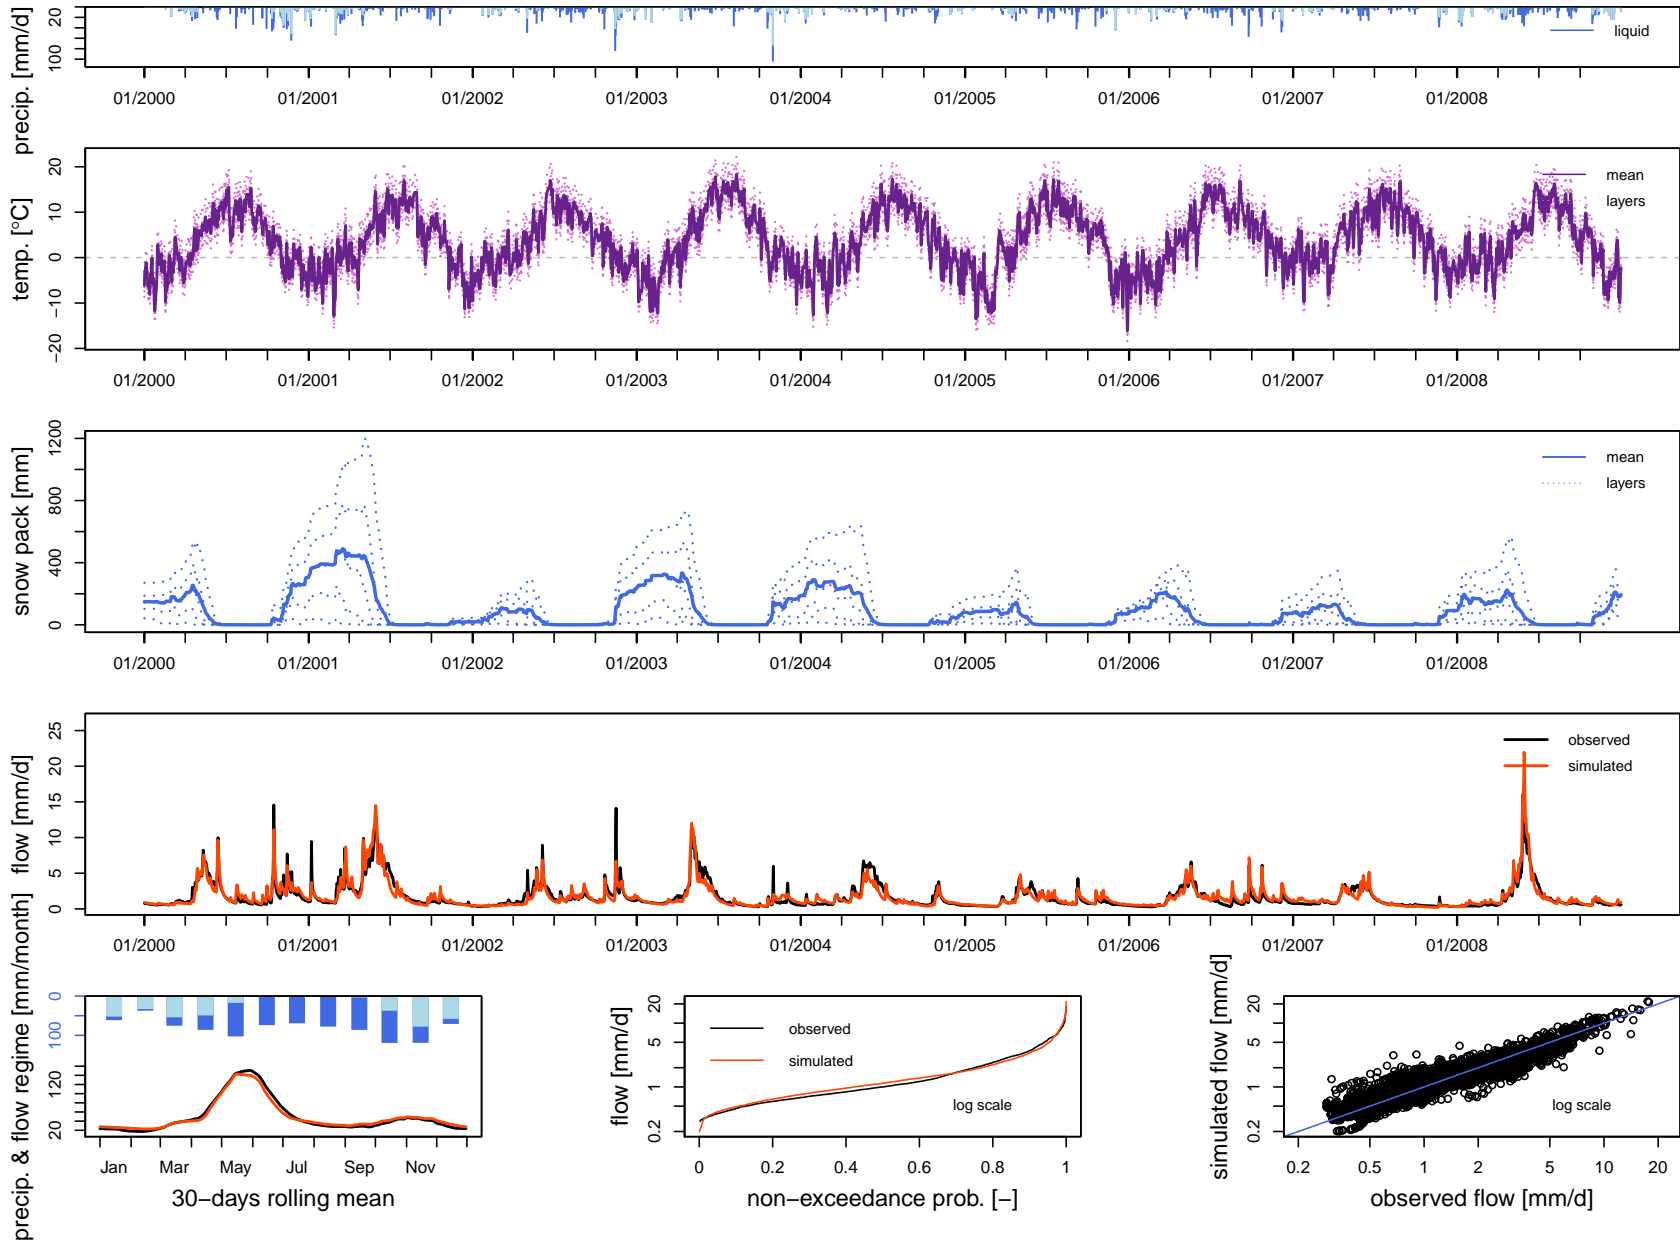 precip. [mm/d]
20
100
liquid
01/2000 01/2001 01/2002 01/2003 01/2004 01/2005 01/2006 01/2007 01/2008
temp. [°C]
20
10
0
−10
−20
mean
layers
01/2000 01/2001 01/2002 01/2003 01/2004 01/2005 01/2006 01/2007 01/2008
snow pack [mm]
1200
800
400
0
mean
layers
01/2000 01/2001 01/2002 01/2003 01/2004 01/2005 01/2006 01/2007 01/2008
flow [mm/d]
25
20
15
10
5
0
observed
simulated
01/2000 01/2001 01/2002 01/2003 01/2004 01/2005 01/2006 01/2007 01/2008
precip. & flow regime [mm/month]
0
100
120
20
Jan Mar May Jul Sep Nov
30−days rolling mean
flow [mm/d]
20
5
1
0.2
observed
simulated
log scale
0 0.2 0.4 0.6 0.8 1
non−exceedance prob. [−]
simulated flow [mm/d]
20
5
1
0.2
log scale
0.2 0.5 1 2 5 10 20
observed flow [mm/d]